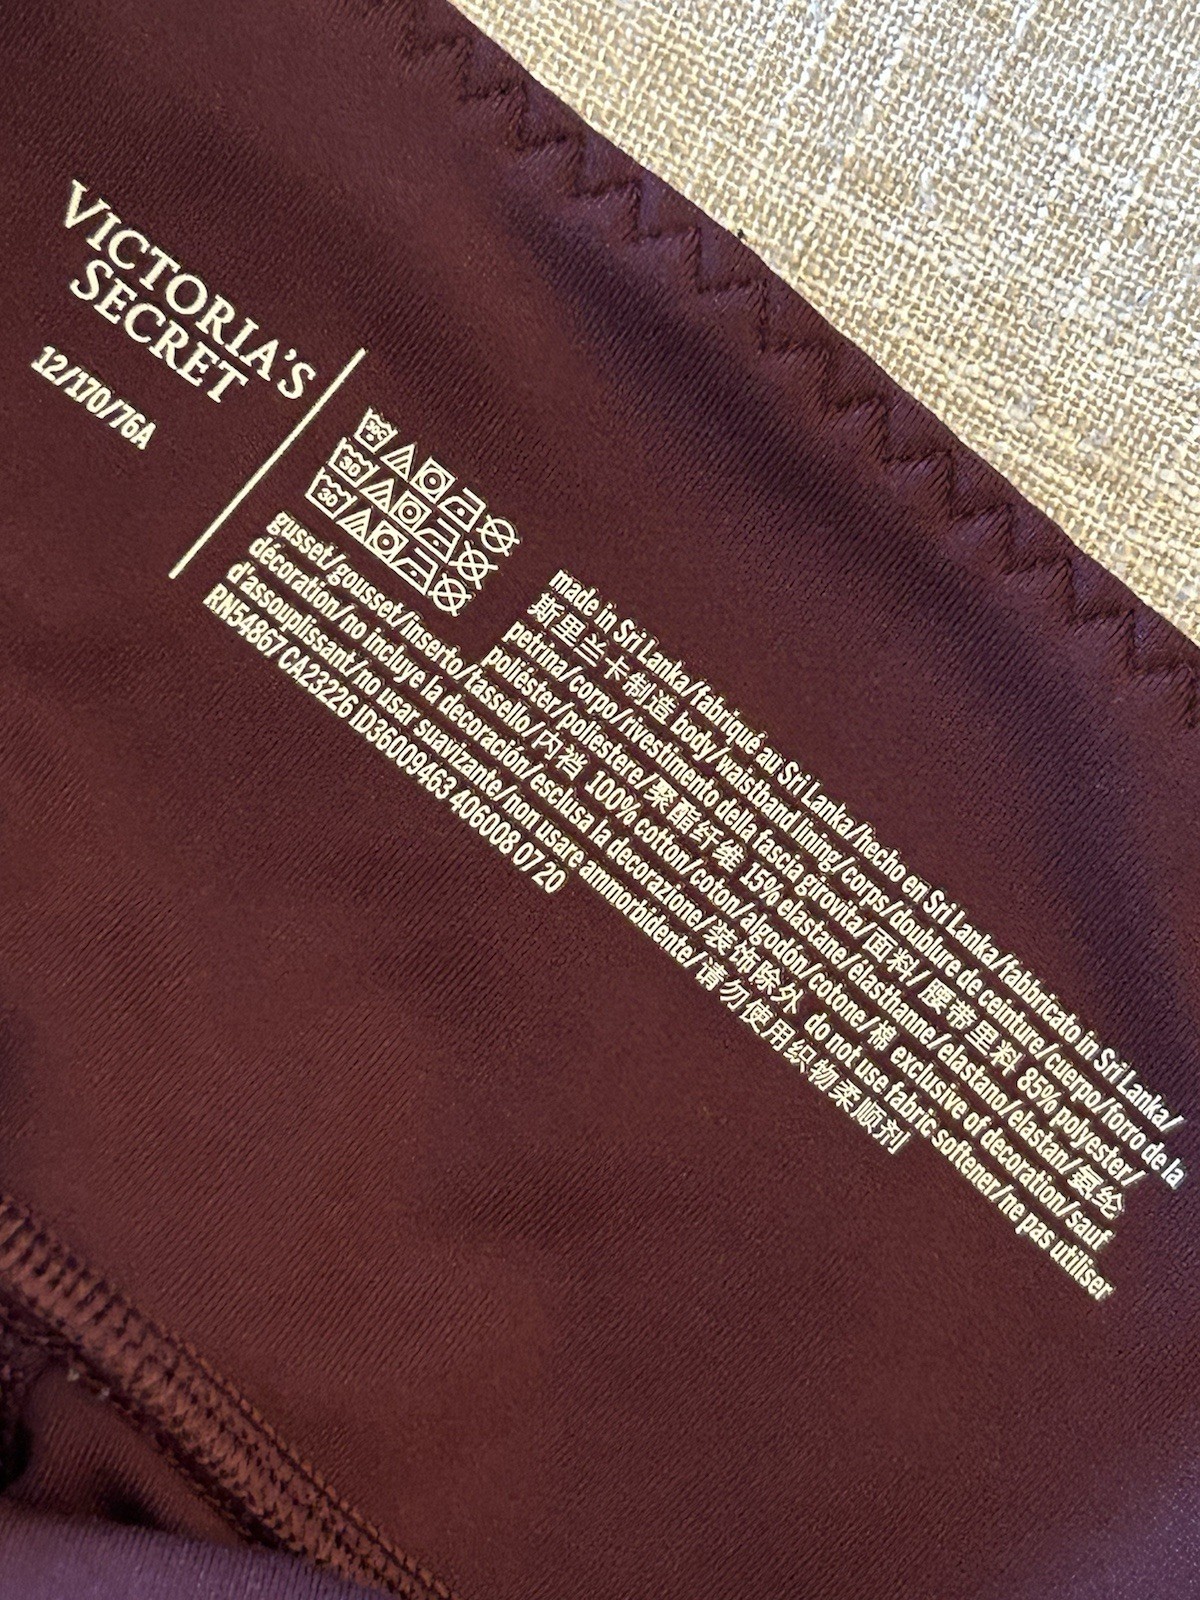 VICTORIA'S
SECRET
12/170/76A
30C
30
30
made in Sri Lanka/fabriqué au Sri Lanka/hecho en Sri Lanka/fabbricato in Sri Lanka/
斯里兰卡制造 body/waistband lining/corps/doublure de ceinture/cuerpo/forro de la
petrina/corpo/rivestimento della fascia girovita/面料/腰带里料 85% polyester/
poliéster/poliestere/聚酯纤维 15% elastane/élasthanne/elastano/elastan/氨纶
gusset/gousset/inserto/tassello/内裆 100% cotton/coton/algodón/cotone/棉 exclusive of decoration/sauf
décoration/no incluye la decoración/esclusa la decorazione/装饰除外 do not use fabric softener/ne pas utiliser
d'assouplissant/no usar suavizante/non usare ammorbidente/请勿使用织物柔顺剂
RN54867 CA23226 ID36009463 406008 07 20